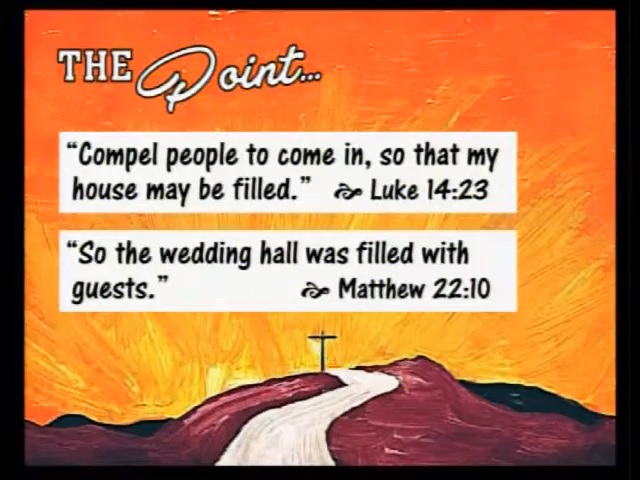 THE Point...
“Compel people to come in, so that my
house may be filled.” Luke 14:23
“So the wedding hall was filled with
guests.” Matthew 22:10